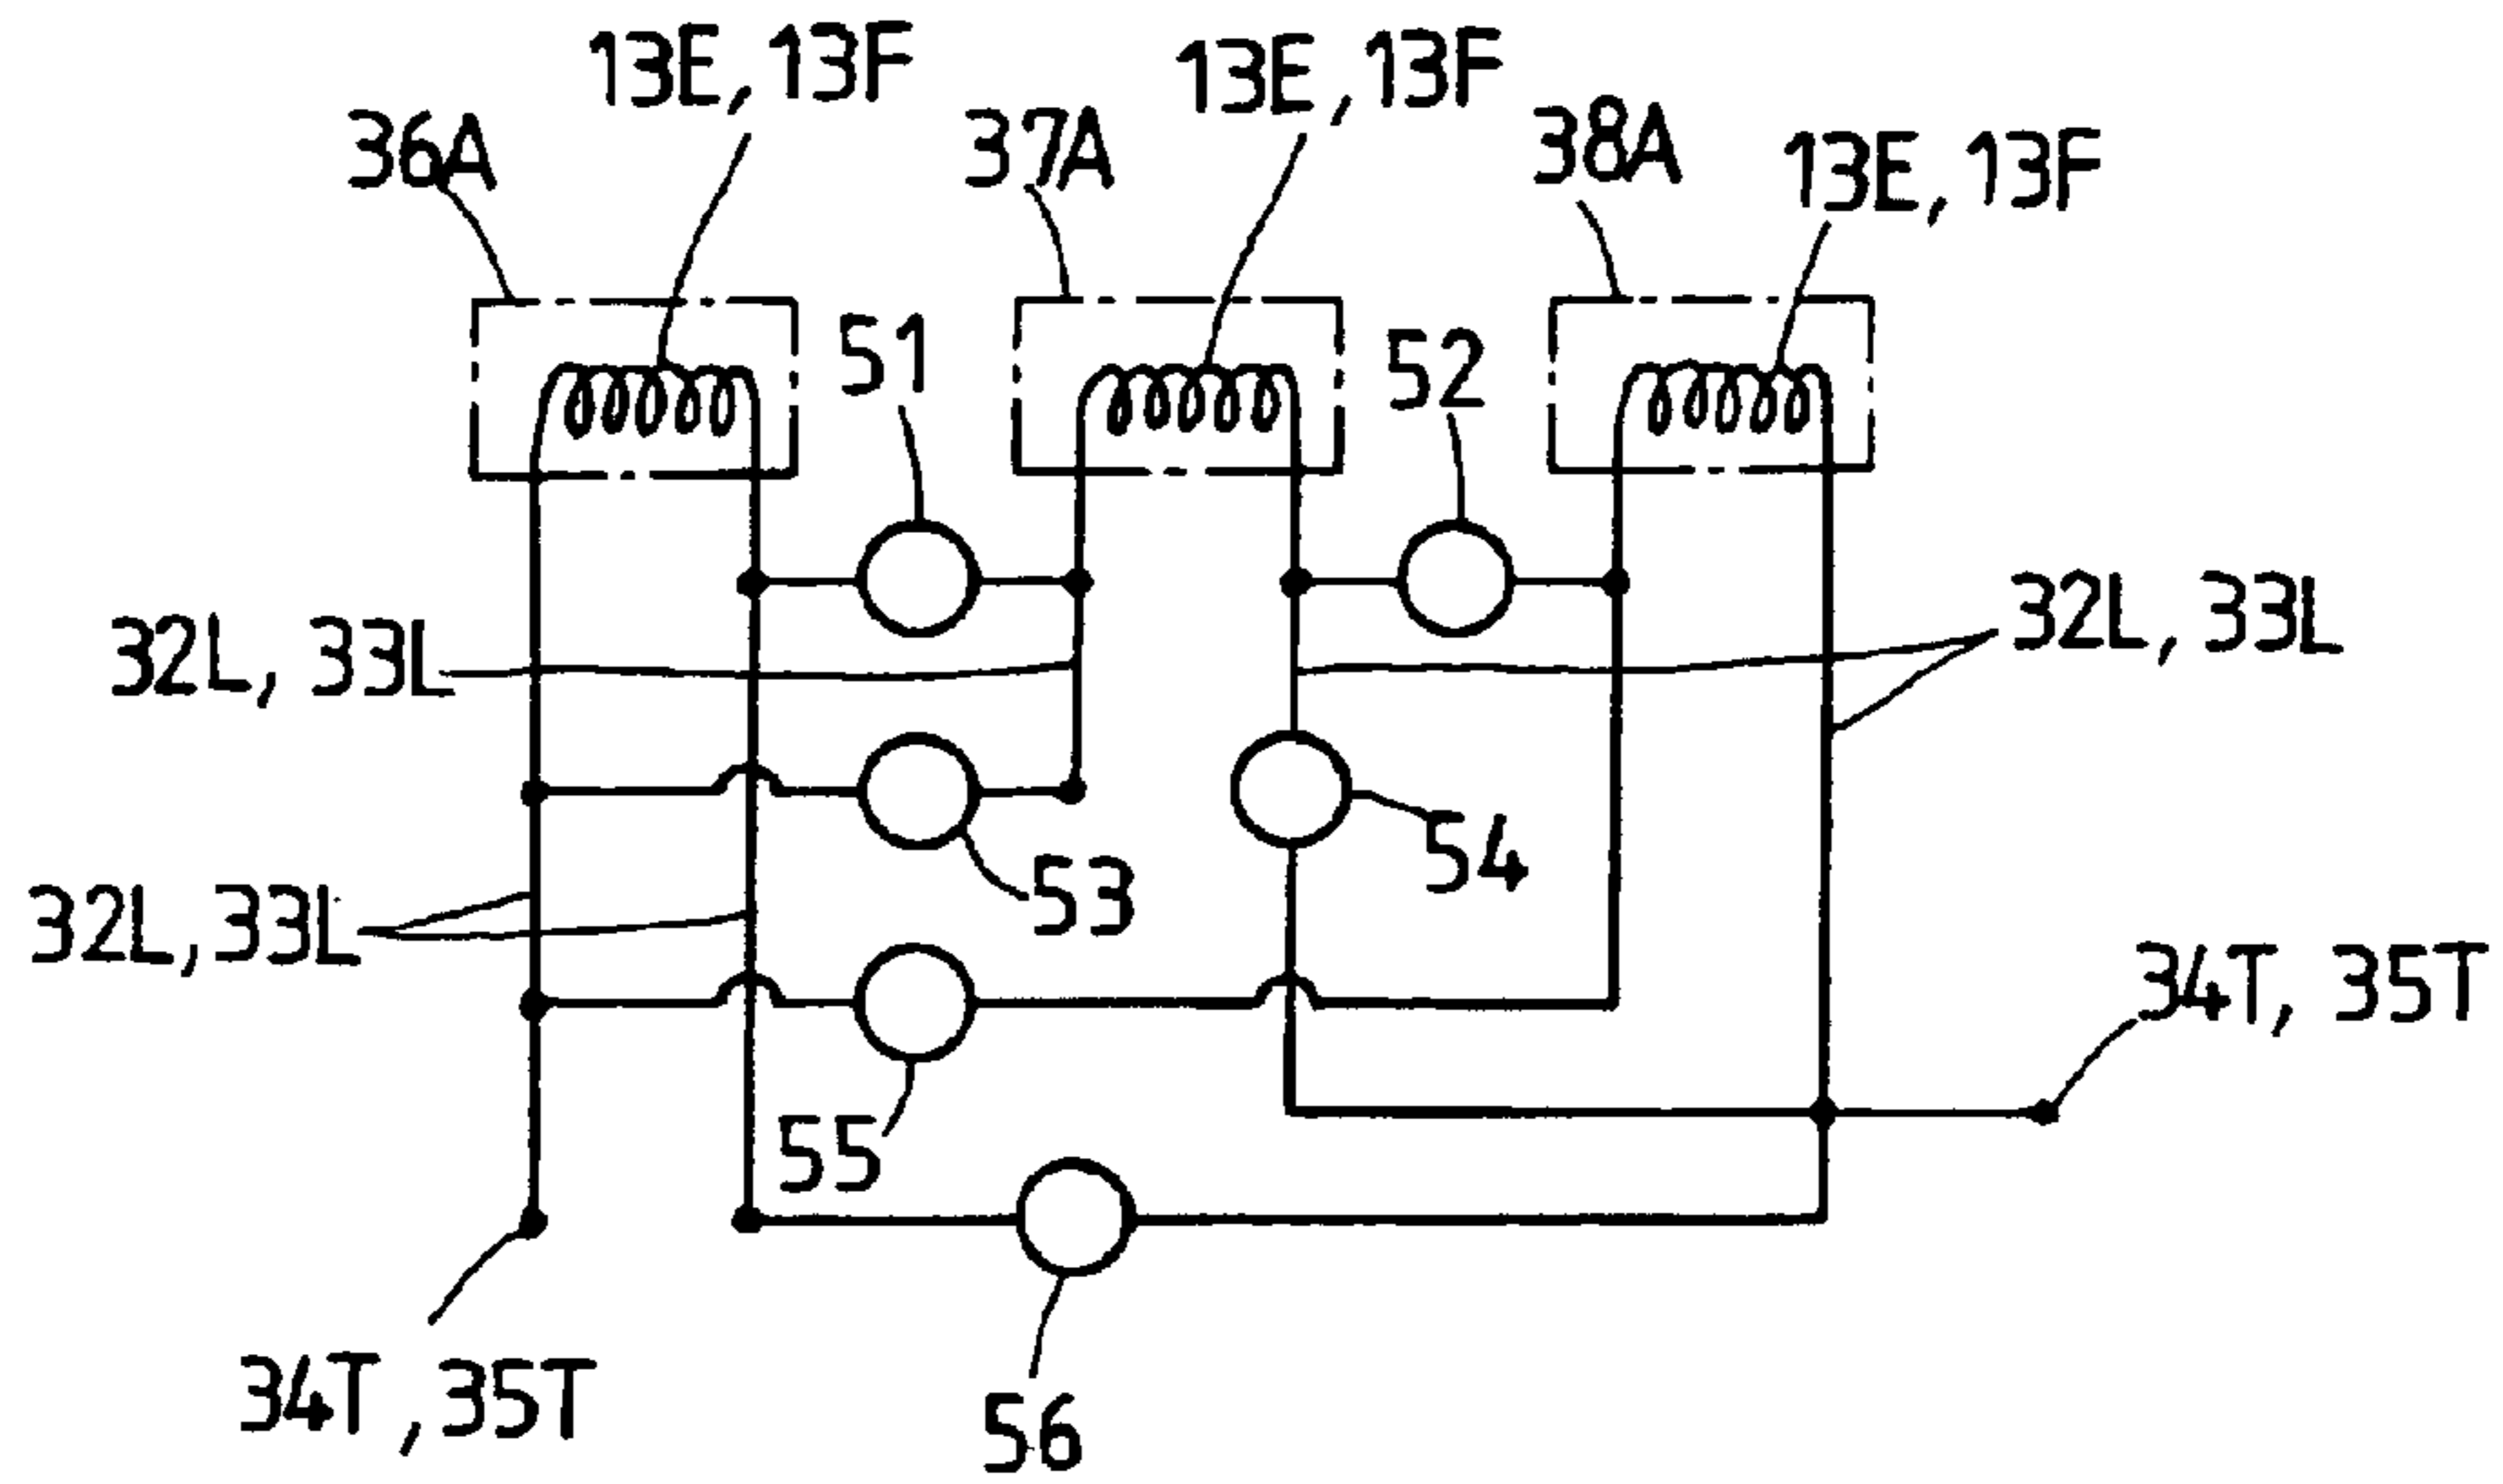 13E, 13F
13E, 13F
36A
37A
38A
13E, 13F
51
52
32L, 33L
32L, 33L
54
53
32L, 33L
34T, 35T
55
34T, 35T
56